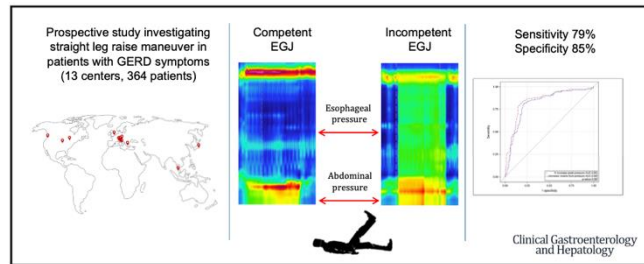 Prospective study investigating
straight leg raise maneuver in
patients with GERD symptoms
(13 centers, 364 patients)
Competent
EGJ
Incompetent
EGJ
Esophageal
pressure
Abdominal
pressure
Sensitivity 79%
Specificity 85%
Clinical Gastroenterology
and Hepatology